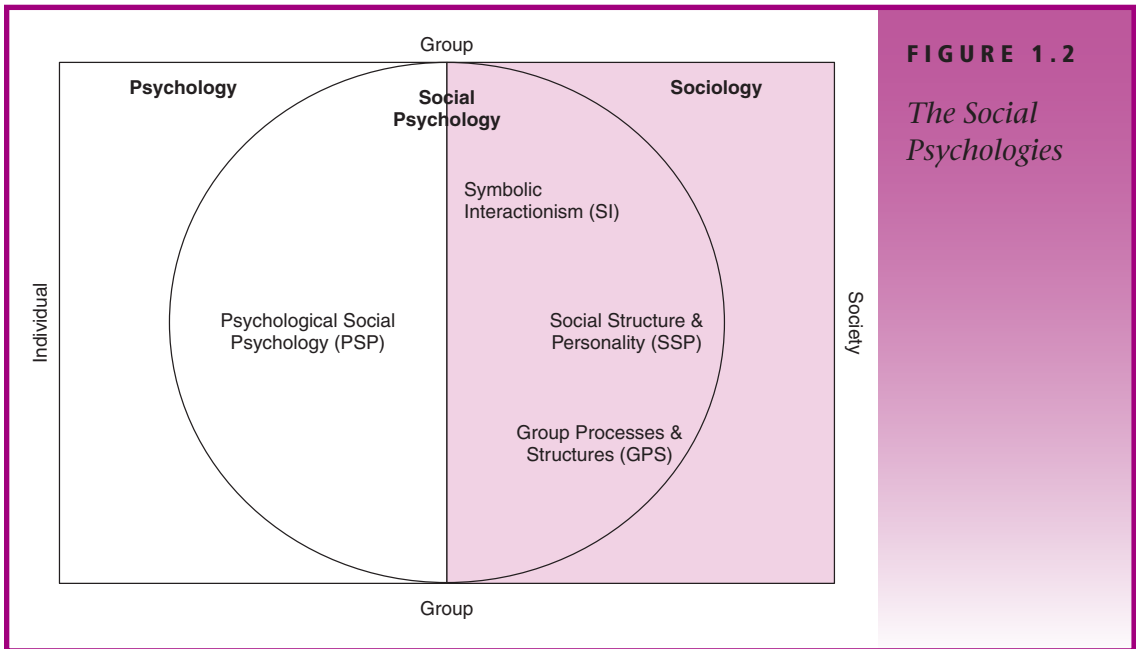 Group
Psychology
Social
Psychology
Sociology
Symbolic
Interactionism (SI)
Individual
Psychological Social
Psychology (PSP)
Social Structure &
Personality (SSP)
Society
Group Processes &
Structures (GPS)
Group
FIGURE 1.2
The Social
Psychologies